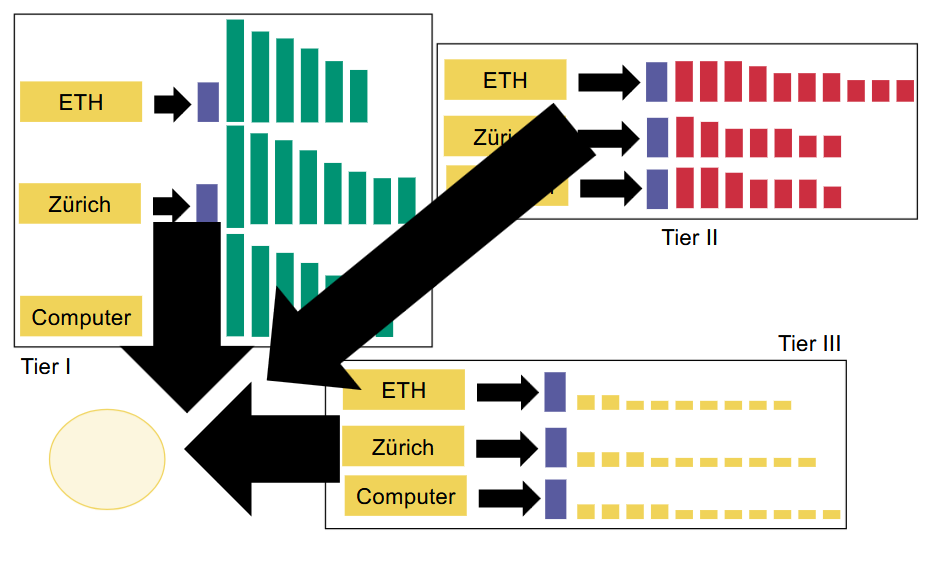 ETH
Zürich
Computer
Tier I
ETH
Tier II
Tier III
ETH
Zürich
Computer